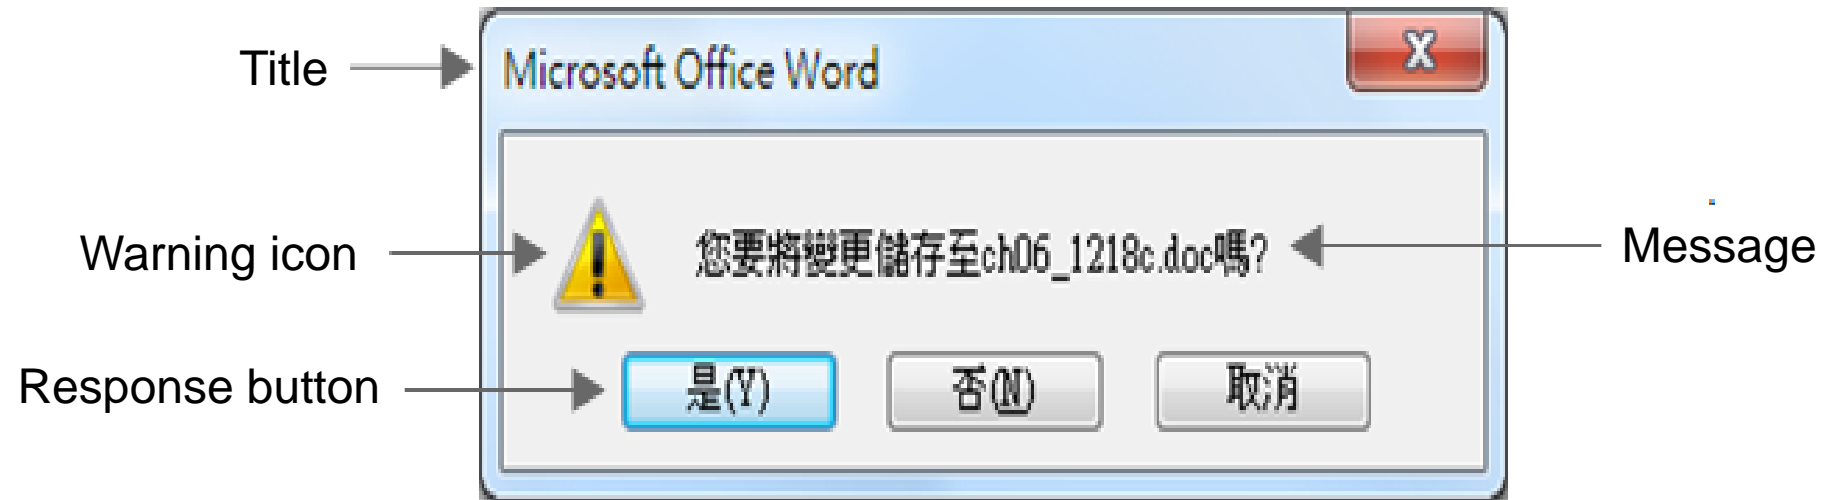 Title
Microsoft Office Word
X
Warning icon
您要將變更儲存至ch06_1218c.doc嗎?
Message
Response button
是(Y)
否(N)
取消